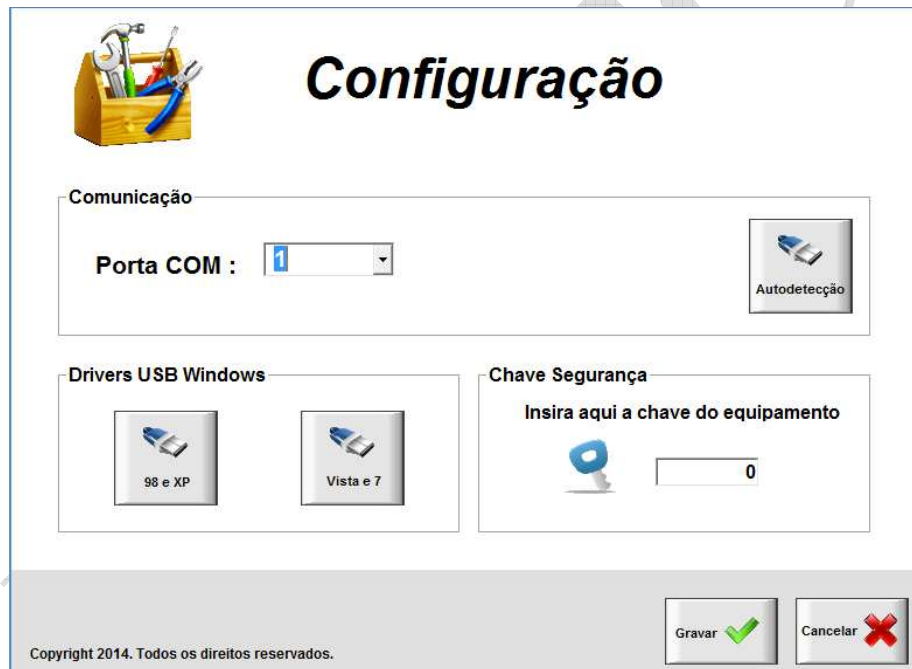 Configuração
Comunicação
Porta COM : 1
Autodetecção
Drivers USB Windows
98 e XP
Vista e 7
Chave Segurança
Insira aqui a chave do equipamento
0
Gravar
Cancelar
Copyright 2014. Todos os direitos reservados.